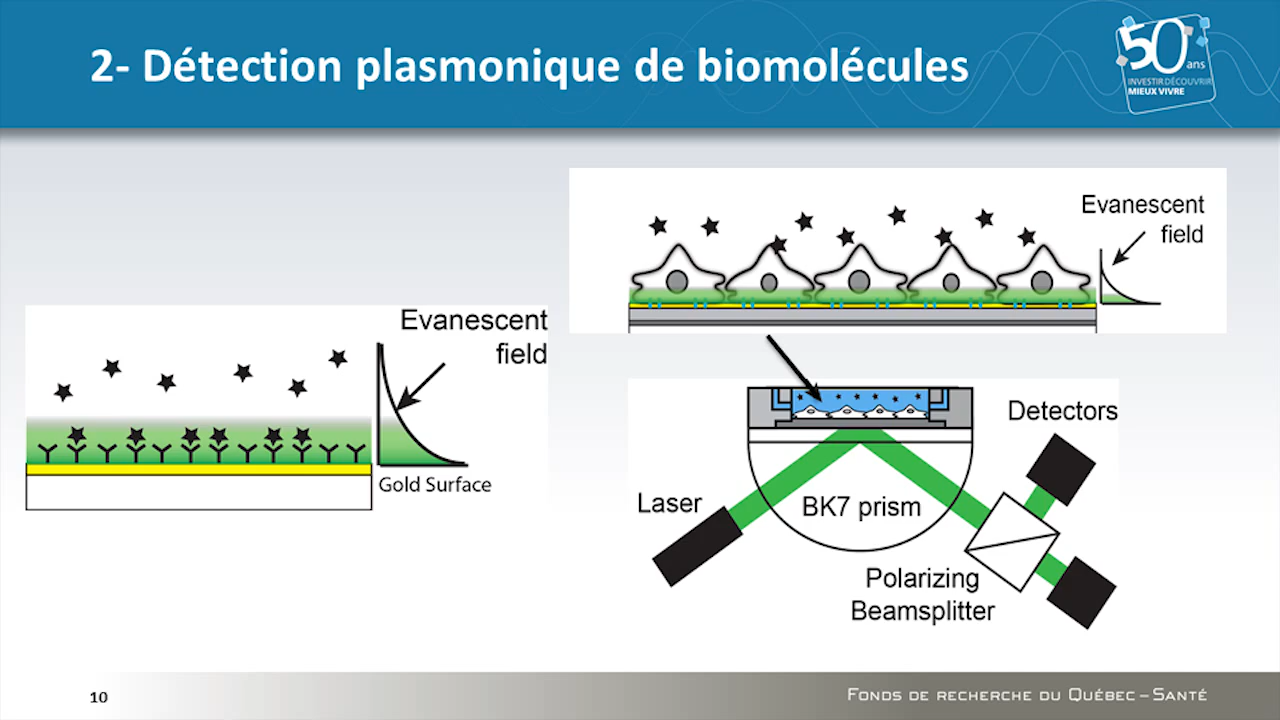 2- Détection plasmonique de biomolécules
50 ans
INVESTIR DÉCOUVRIR
MIEUX VIVRE
Evanescent
field
Gold Surface
Evanescent
field
Detectors
Laser
BK7 prism
Polarizing
Beamsplitter
10
FONDS DE RECHERCHE DU QUÉBEC – SANTÉ